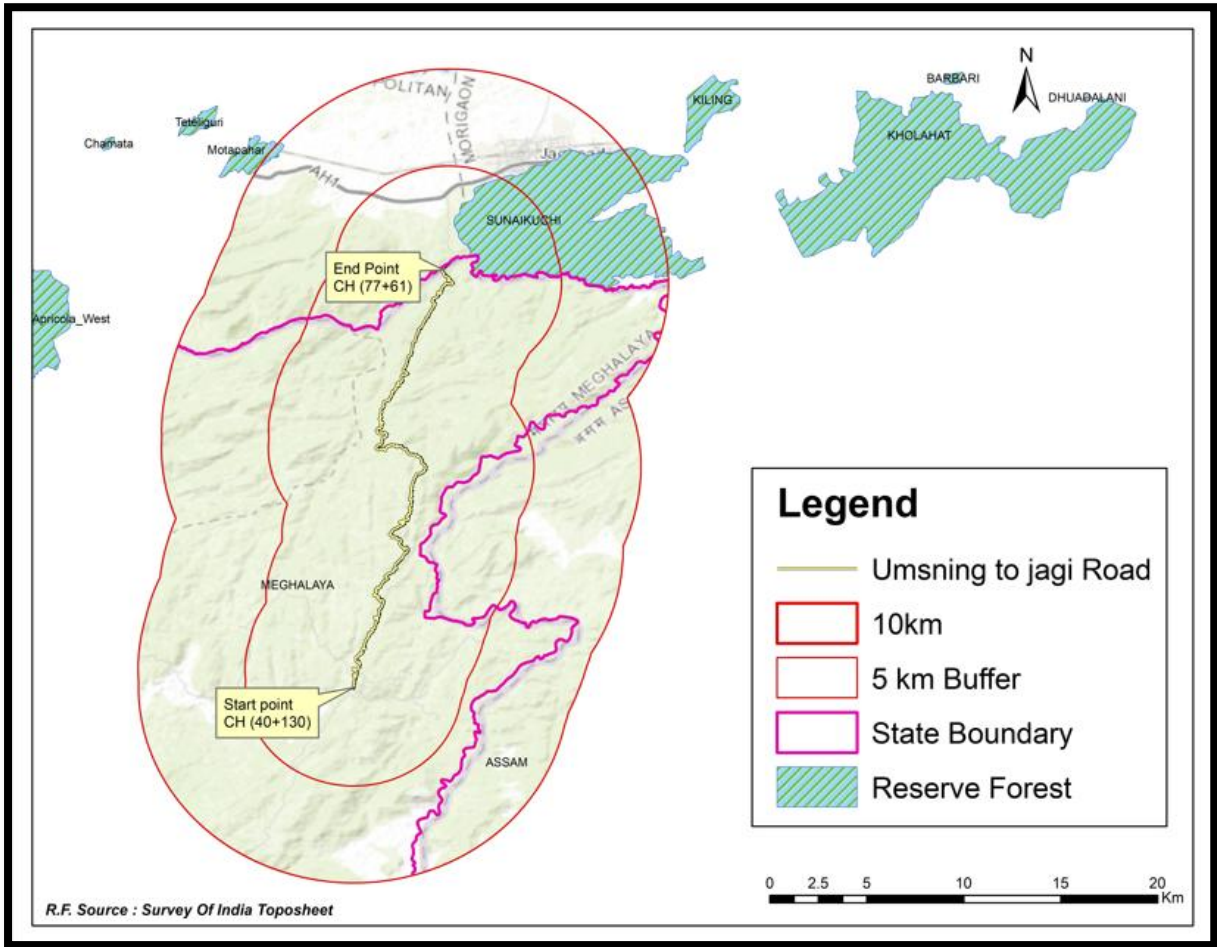 N
BARBARI
DHUADALANI
KILING
KHOLAHAT
POLITAN
MORIGAON
Tetéliguri
Chamata
Motapahar
AH1
SUNAIKUCHI
End Point
CH (77+61)
Apricola_West
MEGHALAYA
MEGHALAYA
Start point
CH (40+130)
ASSAM
Legend
Umsning to jagi Road
10km
5 km Buffer
State Boundary
Reserve Forest
0 2.5 5 10 15 20
Km
R.F. Source : Survey Of India Toposheet